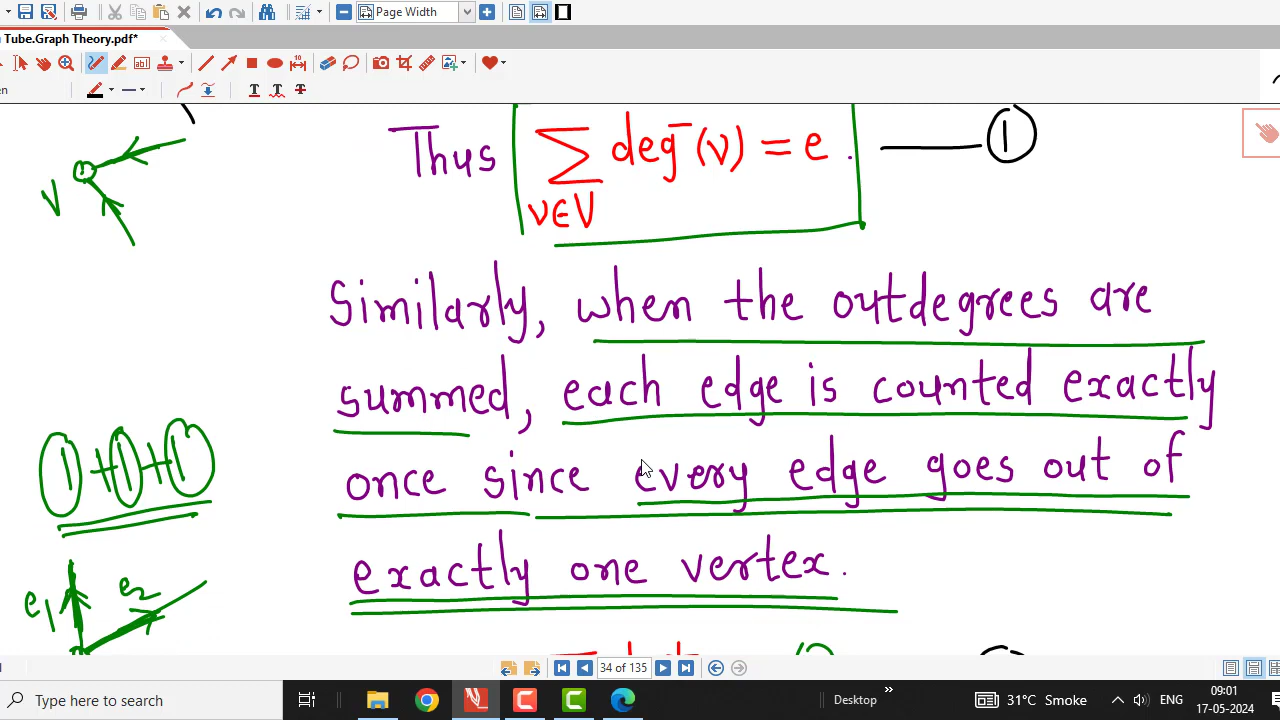 Page Width
Tube.Graph Theory.pdf*
Thus ∑ deg⁻(v) = e. ——— ①
v∈V
V
Similarly, when the outdegrees are
summed, each edge is counted exactly
once since every edge goes out of
exactly one vertex.
1+1+1
e1 e2
34 of 135
Type here to search
Desktop
31°C Smoke
ENG
09:01
17-05-2024